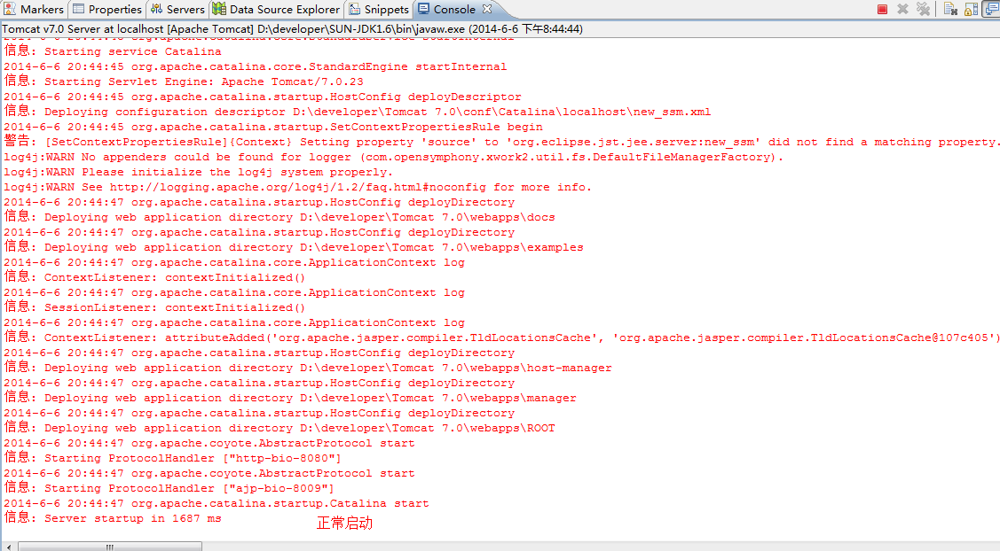 Markers Properties Servers Data Source Explorer Snippets Console
Tomcat v7.0 Server at localhost [Apache Tomcat] D:\developer\SUN-JDK1.6\bin\javaw.exe (2014-6-6 下午8:44:44)
信息: Starting service Catalina
2014-6-6 20:44:45 org.apache.catalina.core.StandardEngine startInternal
信息: Starting Servlet Engine: Apache Tomcat/7.0.23
2014-6-6 20:44:45 org.apache.catalina.startup.HostConfig deployDescriptor
信息: Deploying configuration descriptor D:\developer\Tomcat 7.0\conf\Catalina\localhost\new_ssm.xml
2014-6-6 20:44:45 org.apache.catalina.startup.SetContextPropertiesRule begin
警告: [SetContextPropertiesRule]{Context} Setting property 'source' to 'org.eclipse.jst.jee.server:new_ssm' did not find a matching property.
log4j:WARN No appenders could be found for logger (com.opensymphony.xwork2.util.fs.DefaultFileManagerFactory).
log4j:WARN Please initialize the log4j system properly.
log4j:WARN See http://logging.apache.org/log4j/1.2/faq.html#noconfig for more info.
2014-6-6 20:44:47 org.apache.catalina.startup.HostConfig deployDirectory
信息: Deploying web application directory D:\developer\Tomcat 7.0\webapps\docs
2014-6-6 20:44:47 org.apache.catalina.startup.HostConfig deployDirectory
信息: Deploying web application directory D:\developer\Tomcat 7.0\webapps\examples
2014-6-6 20:44:47 org.apache.catalina.core.ApplicationContext log
信息: ContextListener: contextInitialized()
2014-6-6 20:44:47 org.apache.catalina.core.ApplicationContext log
信息: SessionListener: contextInitialized()
2014-6-6 20:44:47 org.apache.catalina.core.ApplicationContext log
信息: ContextListener: attributeAdded('org.apache.jasper.compiler.TldLocationsCache', 'org.apache.jasper.compiler.TldLocationsCache@107c405')
2014-6-6 20:44:47 org.apache.catalina.startup.HostConfig deployDirectory
信息: Deploying web application directory D:\developer\Tomcat 7.0\webapps\host-manager
2014-6-6 20:44:47 org.apache.catalina.startup.HostConfig deployDirectory
信息: Deploying web application directory D:\developer\Tomcat 7.0\webapps\manager
2014-6-6 20:44:47 org.apache.catalina.startup.HostConfig deployDirectory
信息: Deploying web application directory D:\developer\Tomcat 7.0\webapps\ROOT
2014-6-6 20:44:47 org.apache.coyote.AbstractProtocol start
信息: Starting ProtocolHandler ["http-bio-8080"]
2014-6-6 20:44:47 org.apache.coyote.AbstractProtocol start
信息: Starting ProtocolHandler ["ajp-bio-8009"]
2014-6-6 20:44:47 org.apache.catalina.startup.Catalina start
信息: Server startup in 1687 ms
正常启动